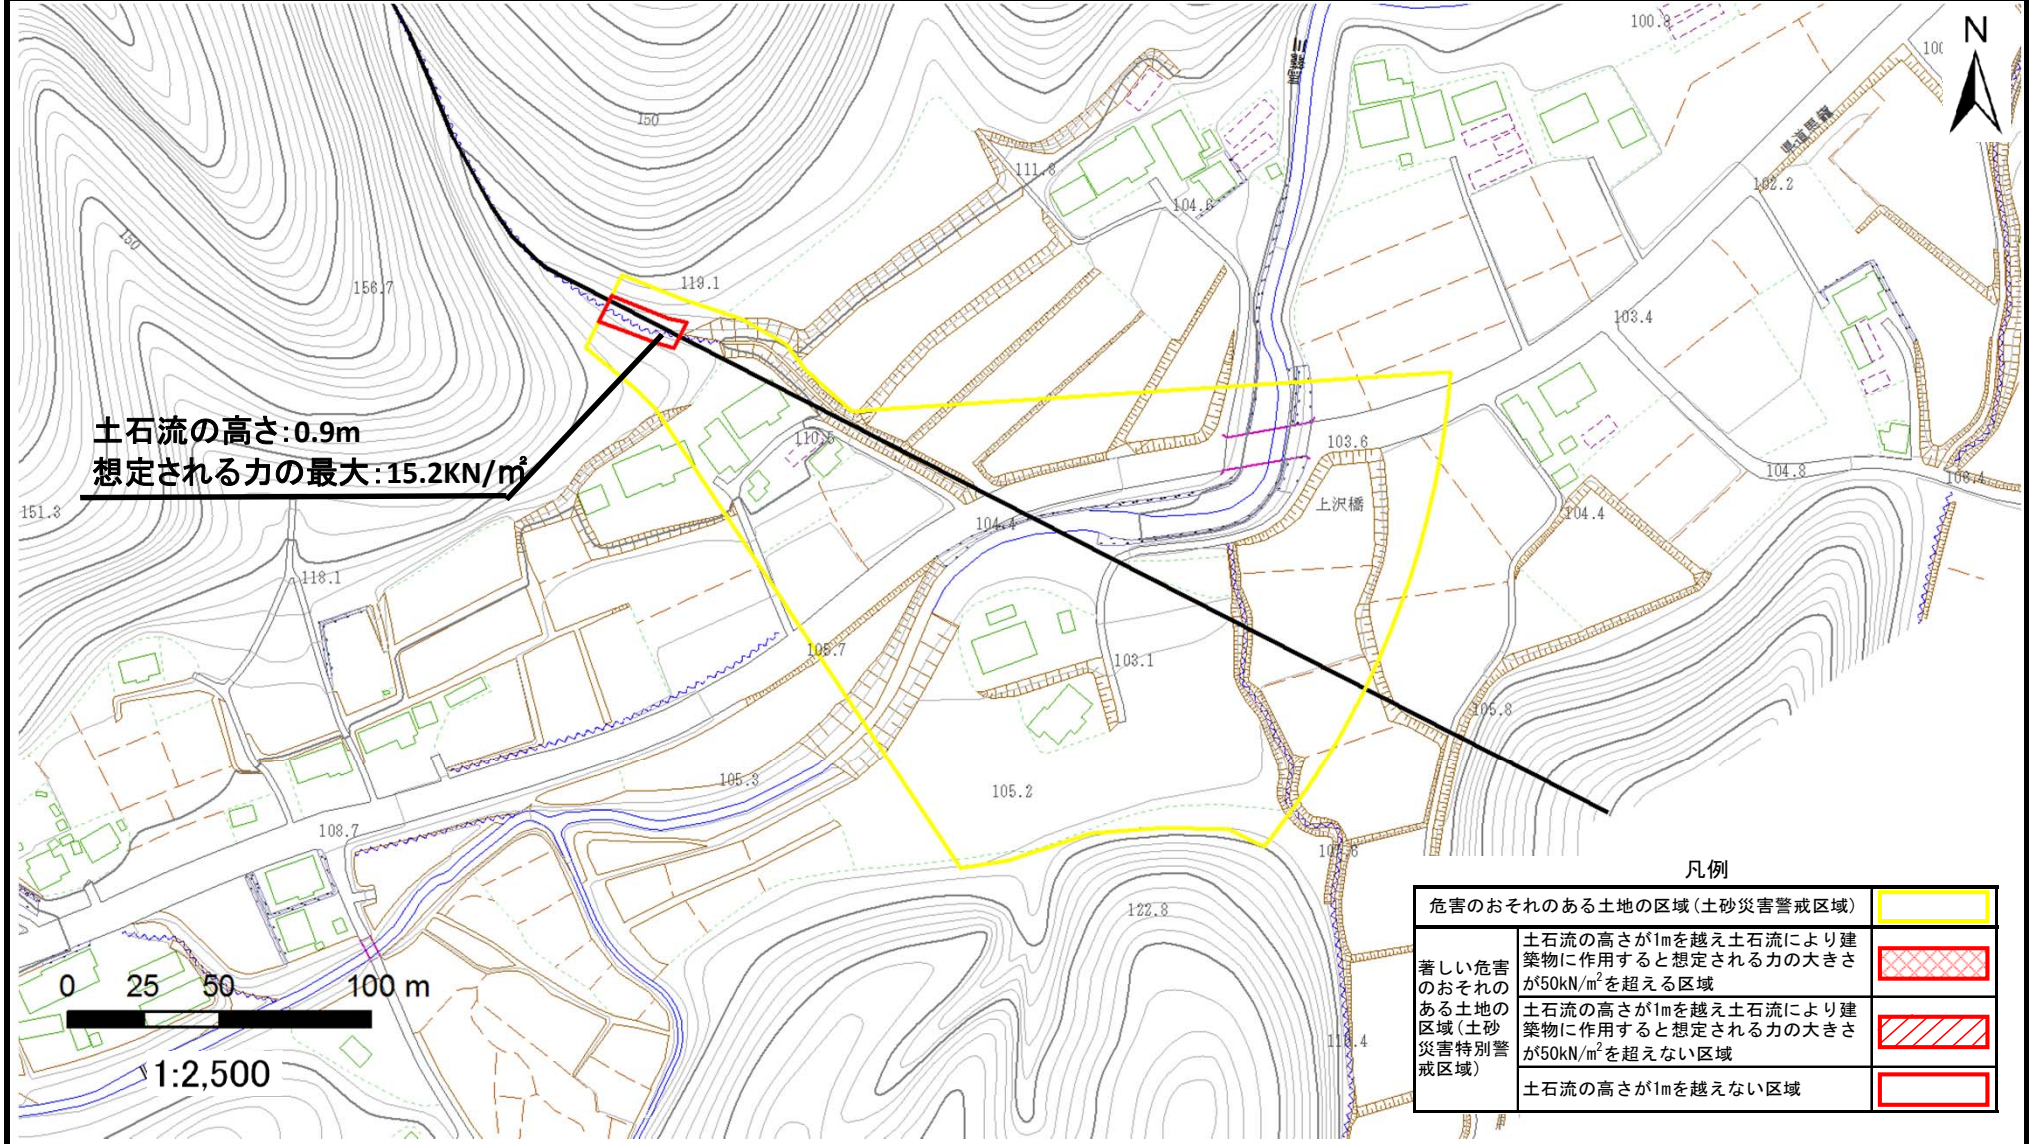 N
100.8
100
150
111.8
104.6
102.2
150
156.7
119.1
103.4
土石流の高さ:0.9m
想定される力の最大:15.2KN/㎡
110.5
103.6
104.8
106.4
151.3
104.4
上沢橋
104.4
118.1
105.7
103.1
105.8
105.3
105.2
108.7
107.6
122.8
110.4
0 25 50 100 m
1:2,500
凡例
危害のおそれのある土地の区域(土砂災害警戒区域)
著しい危害
のおそれの
ある土地の
区域(土砂
災害特別警
戒区域)
土石流の高さが1mを越え土石流により建
築物に作用すると想定される力の大きさ
が50kN/m²を超える区域
土石流の高さが1mを越え土石流により建
築物に作用すると想定される力の大きさ
が50kN/m²を超えない区域
土石流の高さが1mを越えない区域